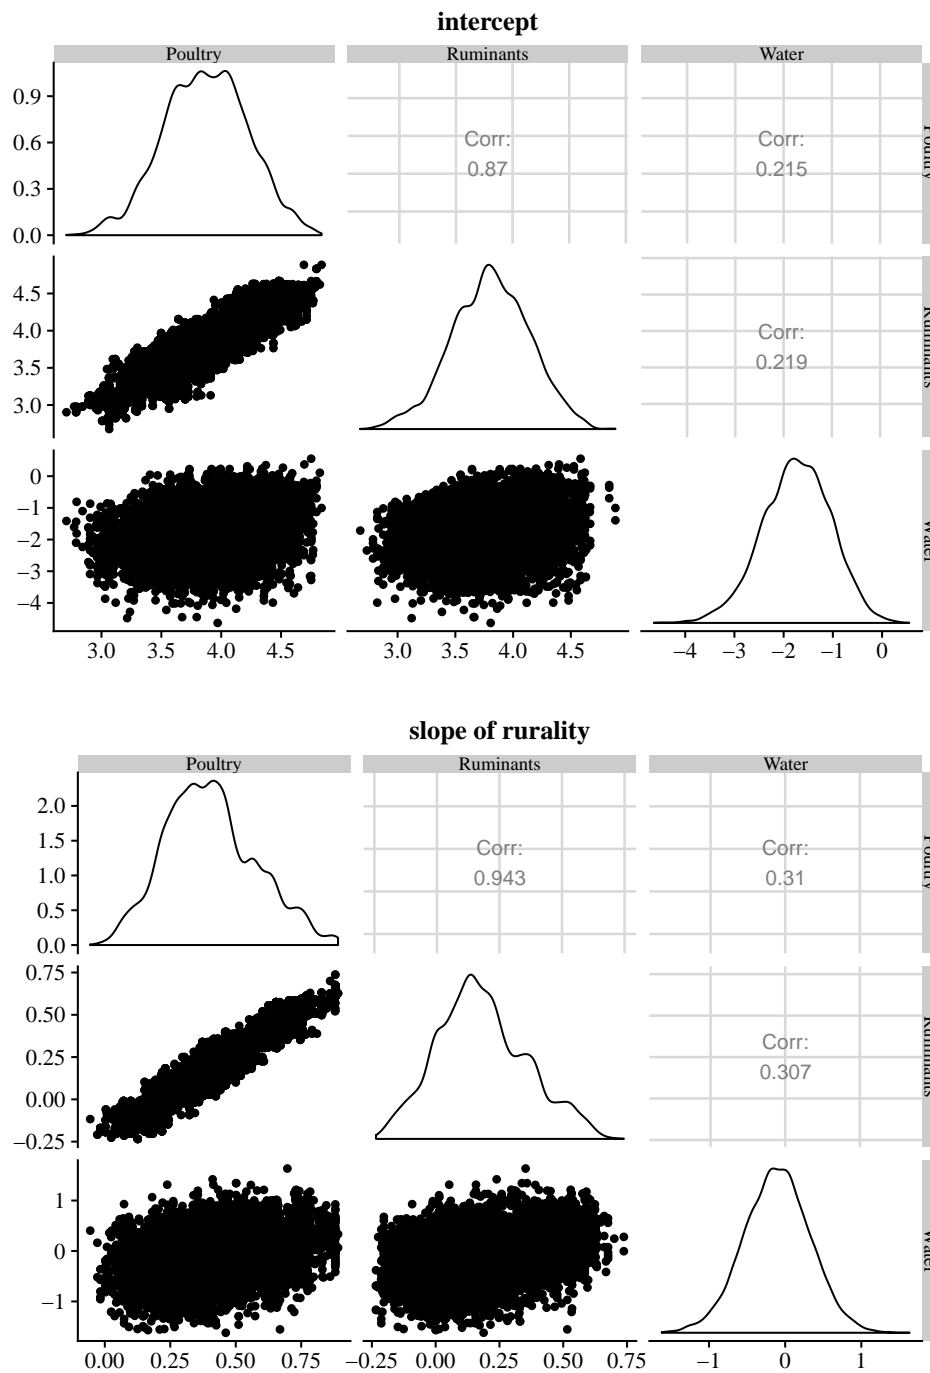 intercept
Poultry Ruminants Water
0.9
0.6
0.3
0.0
Corr:
0.87
Corr:
0.215
Poultry
4.5
4.0
3.5
3.0
Corr:
0.219
Ruminants
0
−1
−2
−3
−4
Water
3.0 3.5 4.0 4.5 3.0 3.5 4.0 4.5 −4 −3 −2 −1 0
slope of rurality
Poultry Ruminants Water
2.0
1.5
1.0
0.5
0.0
Corr:
0.943
Corr:
0.31
Poultry
0.75
0.50
0.25
0.00
−0.25
Corr:
0.307
Ruminants
1
0
−1
Water
0.00 0.25 0.50 0.75 −0.25 0.00 0.25 0.50 0.75 −1 0 1